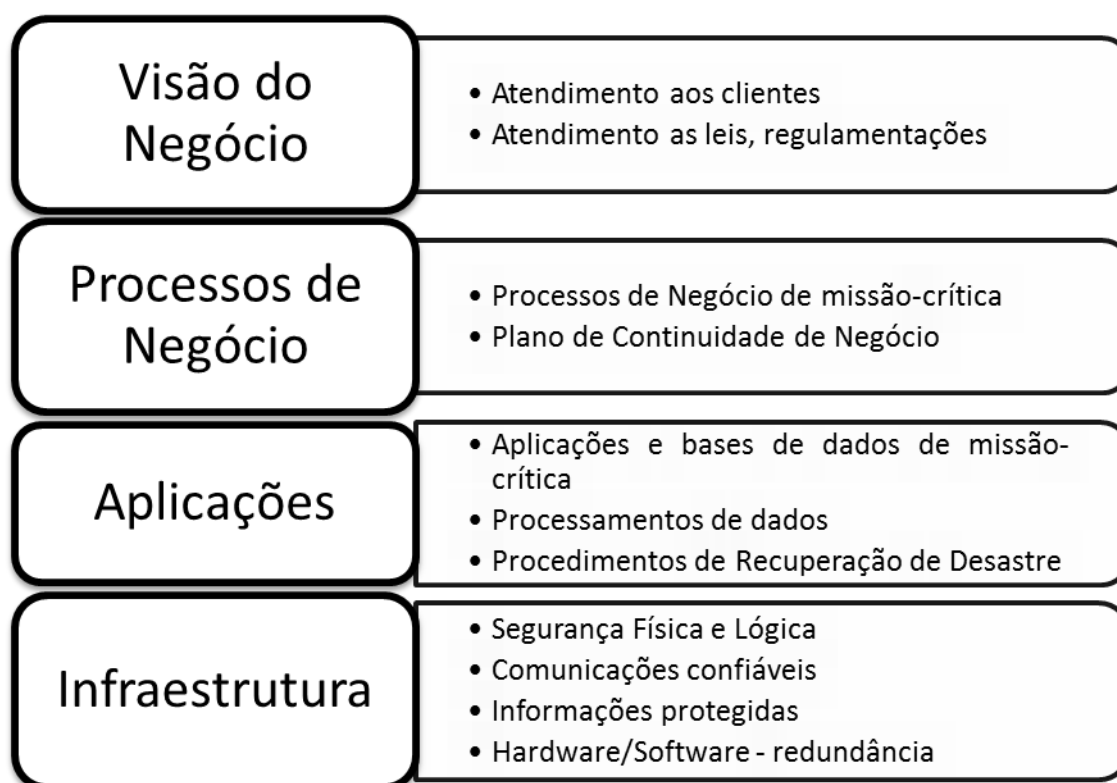 Visão do
Negócio
• Atendimento aos clientes
• Atendimento as leis, regulamentações
Processos de
Negócio
• Processos de Negócio de missão-crítica
• Plano de Continuidade de Negócio
Aplicações
• Aplicações e bases de dados de missão-
crítica
• Processamentos de dados
• Procedimentos de Recuperação de Desastre
Infraestrutura
• Segurança Física e Lógica
• Comunicações confiáveis
• Informações protegidas
• Hardware/Software - redundância